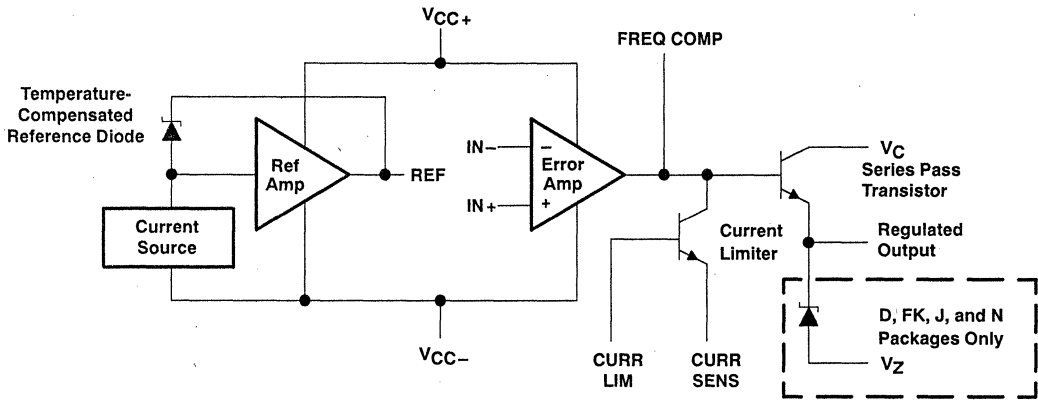 VCC+
FREQ COMP
Temperature-
Compensated
Reference Diode
Ref
Amp
REF
IN−
IN+
−
Error
Amp
+
VC
Series Pass
Transistor
Current
Source
Current
Limiter
Regulated
Output
D, FK, J, and N
Packages Only
VZ
VCC−
CURR
LIM
CURR
SENS